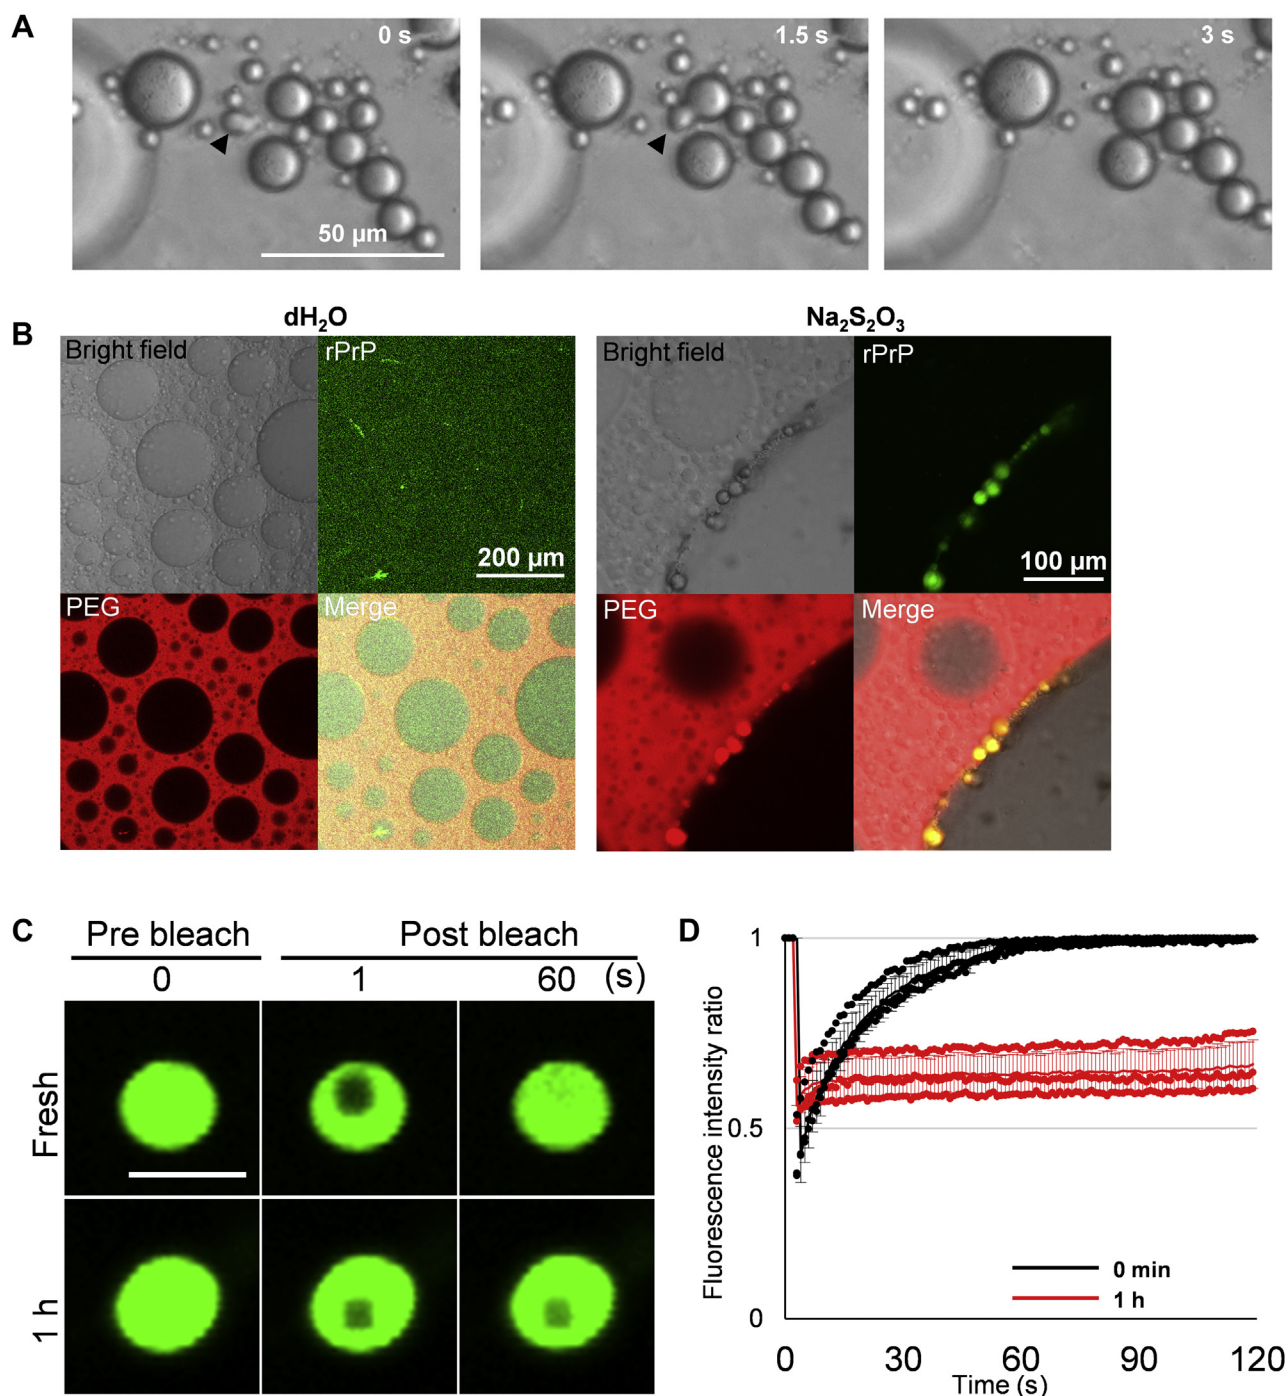 A
0 s
1.5 s
3 s
50 µm
B
dH₂O
Na₂S₂O₃
Bright field
rPrP
Bright field
rPrP
200 µm
100 µm
PEG
Merge
PEG
Merge
C
Pre bleach
Post bleach
0
1
60
(s)
Fresh
1 h
D
Fluorescence intensity ratio
1
0.5
0
0 min
1 h
0
30
60
90
120
Time (s)